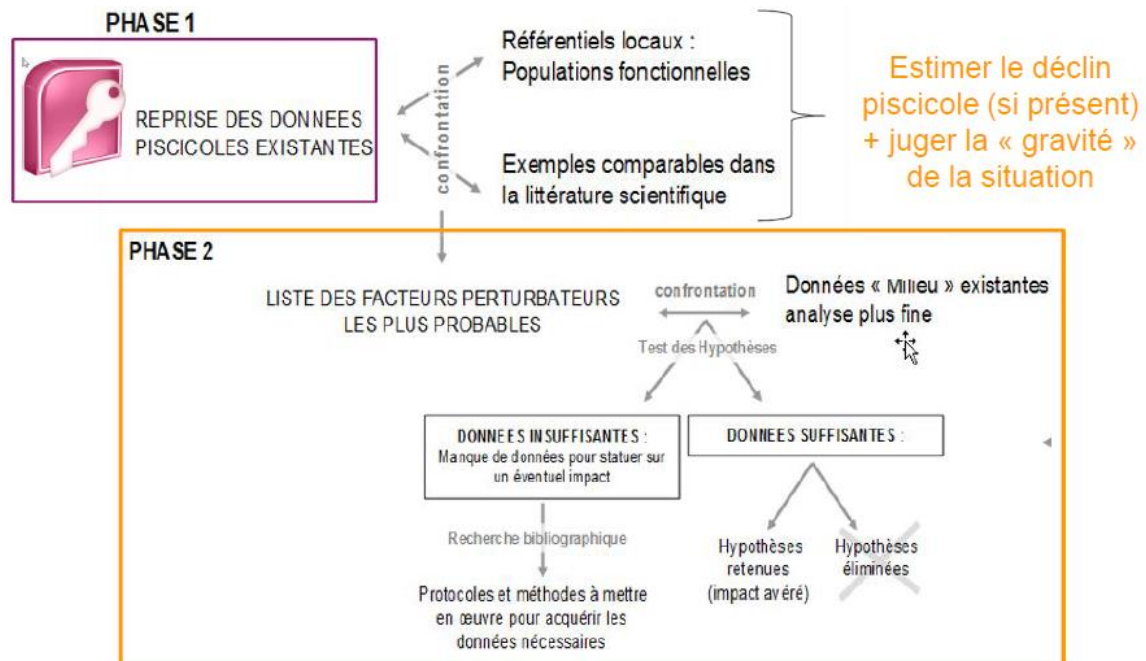 PHASE 1
REPRISE DES DONNEES
PISCICOLES EXISTANTES
confrontation
Référentiels locaux :
Populations fonctionnelles
Exemples comparables dans
la littérature scientifique
Estimer le déclin
piscicole (si présent)
+ juger la « gravité »
de la situation
PHASE 2
LISTE DES FACTEURS PERTURBATEURS
LES PLUS PROBABLES
confrontation
Données « Milieu » existantes
analyse plus fine
Test des Hypothèses
DONNEES INSUFFISANTES :
Manque de données pour statuer sur
un éventuel impact
DONNEES SUFFISANTES :
Recherche bibliographique
Protocoles et méthodes à mettre
en œuvre pour acquérir les
données nécessaires
Hypothèses
retenues
(impact avéré)
Hypothèses
éliminées